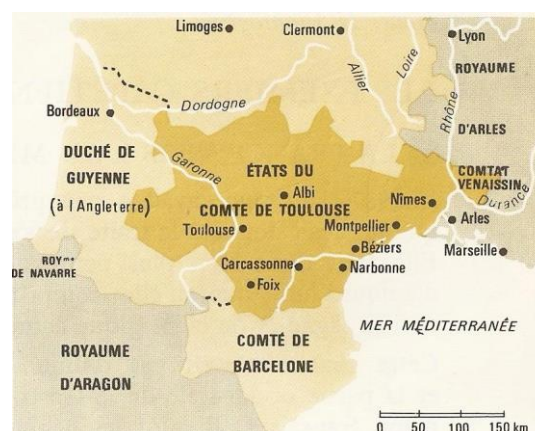 Limoges
Clermont
Lyon
Allier
Loire
ROYAUME
Rhône
Dordogne
Bordeaux
D'ARLES
Garonne
DUCHÉ DE
GUYENNE
(à l Angleterre)
ÉTATS DU
Albi
COMTE DE TOULOUSE
COMTAT
VENAISSIN
Durance
Nîmes
Toulouse
Montpellier
Arles
Béziers
Marseille
ROY.me
DE NAVARRE
Carcassonne
Narbonne
Foix
MER MÉDITERRANÉE
COMTÉ DE
BARCELONE
ROYAUME
D'ARAGON
0 50 100 150 km